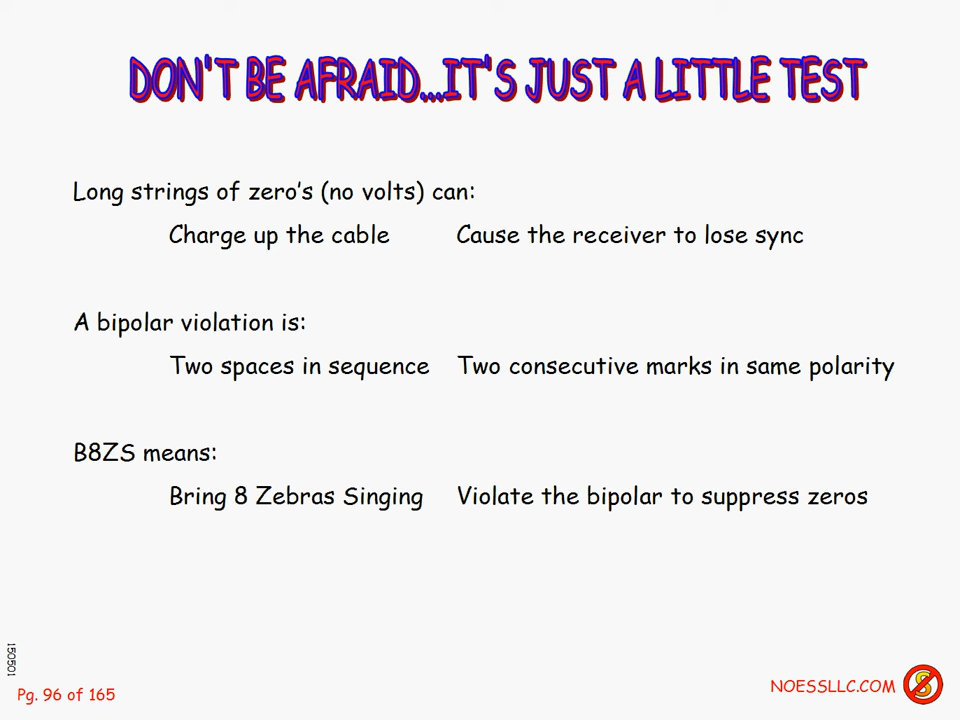 DON'T BE AFRAID...IT'S JUST A LITTLE TEST
Long strings of zero’s (no volts) can:
Charge up the cable Cause the receiver to lose sync
A bipolar violation is:
Two spaces in sequence Two consecutive marks in same polarity
B8ZS means:
Bring 8 Zebras Singing Violate the bipolar to suppress zeros
150501
Pg. 96 of 165
NOESSLLC.COM
S